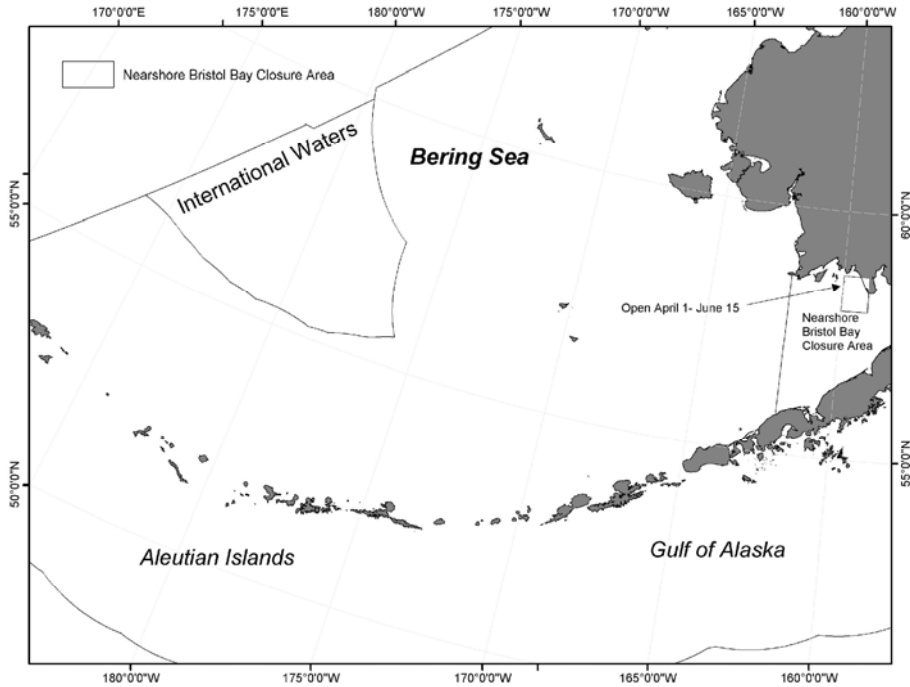 170°0'0"E
175°0'0"E
180°0'0"W
175°0'0"W
170°0'0"W
165°0'0"W
160°0'0"W
Nearshore Bristol Bay Closure Area
International Waters
Bering Sea
55°0'0"N
60°0'0"N
Open April 1- June 15
Nearshore
Bristol Bay
Closure Area
50°0'0"N
55°0'0"N
Aleutian Islands
Gulf of Alaska
180°0'0"W
175°0'0"W
170°0'0"W
165°0'0"W
160°0'0"W